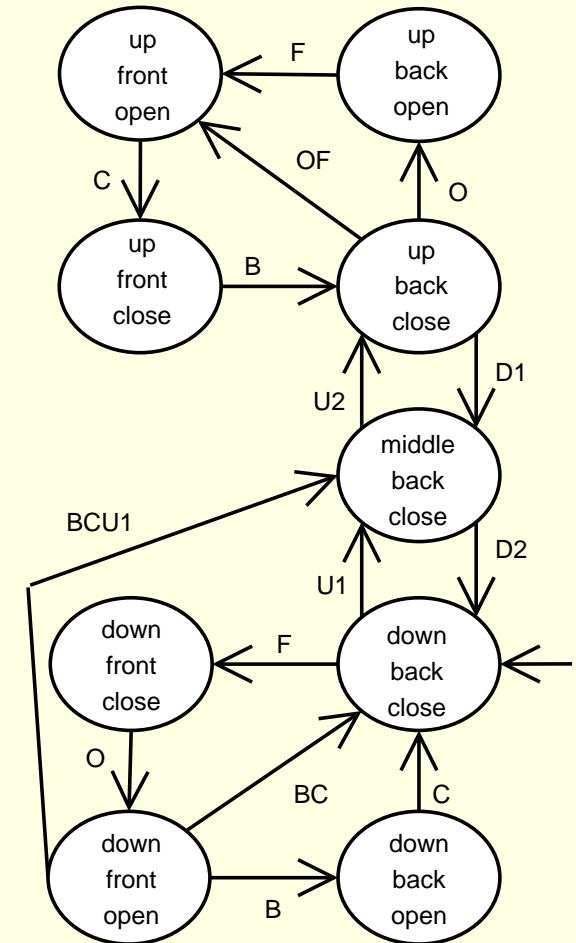 up
front
open
F
up
back
open
C
OF
O
up
front
close
B
up
back
close
U2
D1
middle
back
close
BCU1
U1
D2
down
front
close
F
down
back
close
O
BC
C
down
front
open
B
down
back
open